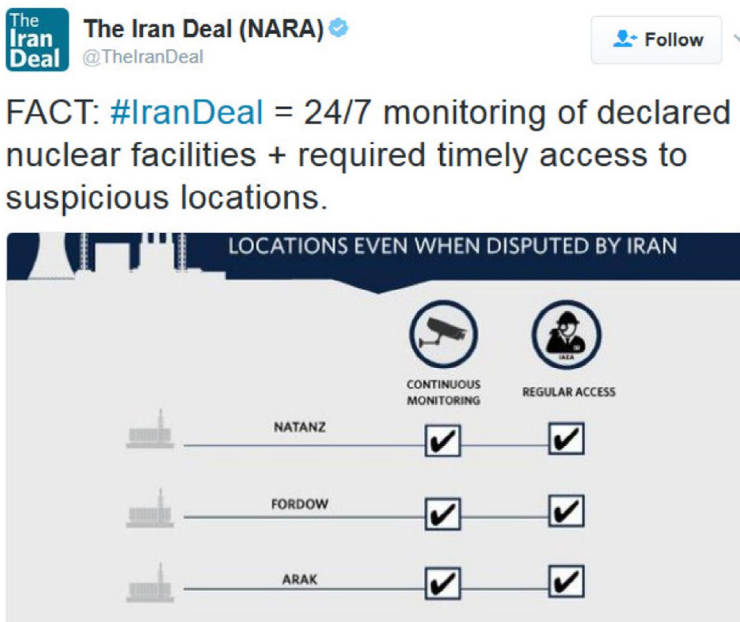 The
Iran
Deal
The Iran Deal (NARA)
@TheIranDeal
Follow
FACT: #IranDeal = 24/7 monitoring of declared
nuclear facilities + required timely access to
suspicious locations.
LOCATIONS EVEN WHEN DISPUTED BY IRAN
IAEA
CONTINUOUS
MONITORING
REGULAR ACCESS
NATANZ
FORDOW
ARAK